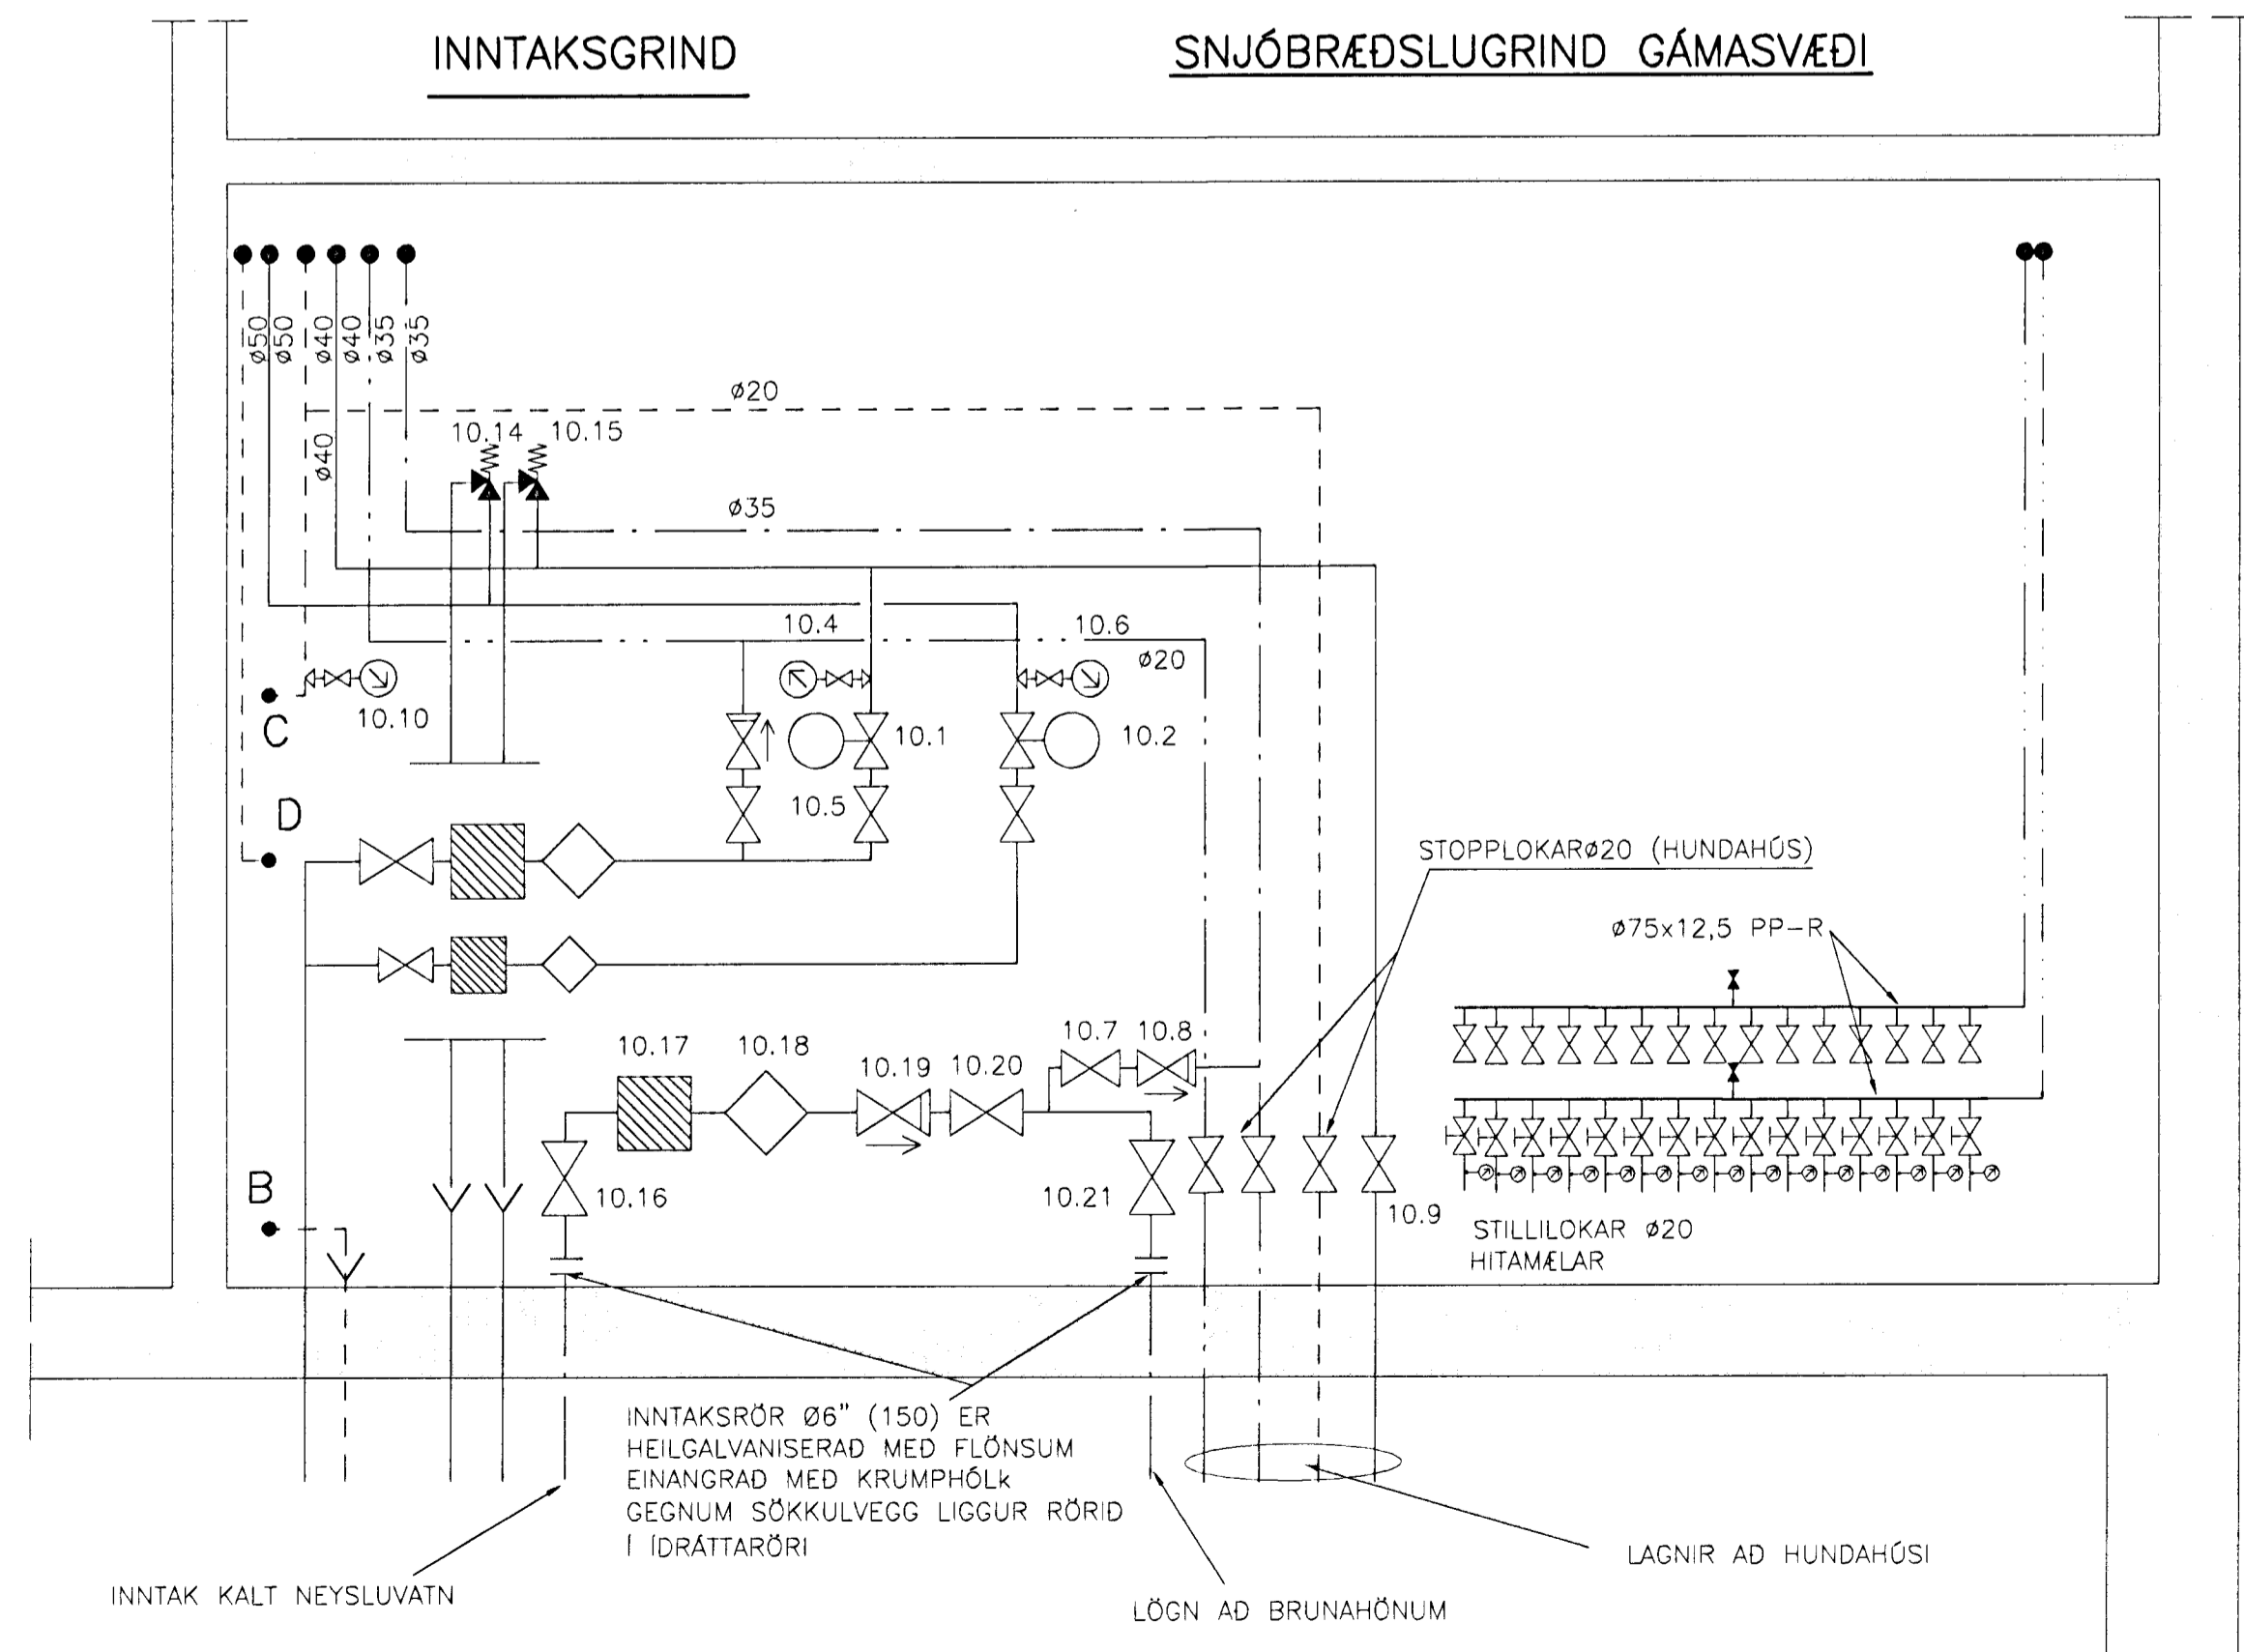 INNTAKSGRIND
SNJÓBRÆÐSLUGRIND GÁMASVÆÐI
ø50
ø50
ø40
ø40
ø35
ø35
ø20
10.14
10.15
ø40
ø35
10.4
10.6
ø20
10.10
C
10.1
10.2
D
10.5
STOPPLOKARø20 (HUNDAHÚS)
ø75x12,5 PP-R
10.17
10.18
10.19
10.20
10.7
10.8
B
10.16
10.21
10.9
STILLILOKAR ø20
HITAMÆLAR
INNTAKSRÖR Ø6" (150) ER
HEILGALVANISERAÐ MEÐ FLÖNSUM
EINANGRAÐ MEÐ KRUMPHÓLk
GEGNUM SÖKKULVEGG LIGGUR RÖRIÐ
Í ÍDRÁTTARÖRI
LAGNIR AÐ HUNDAHÚSI
INNTAK KALT NEYSLUVATN
LÖGN AÐ BRUNAHÖNUM